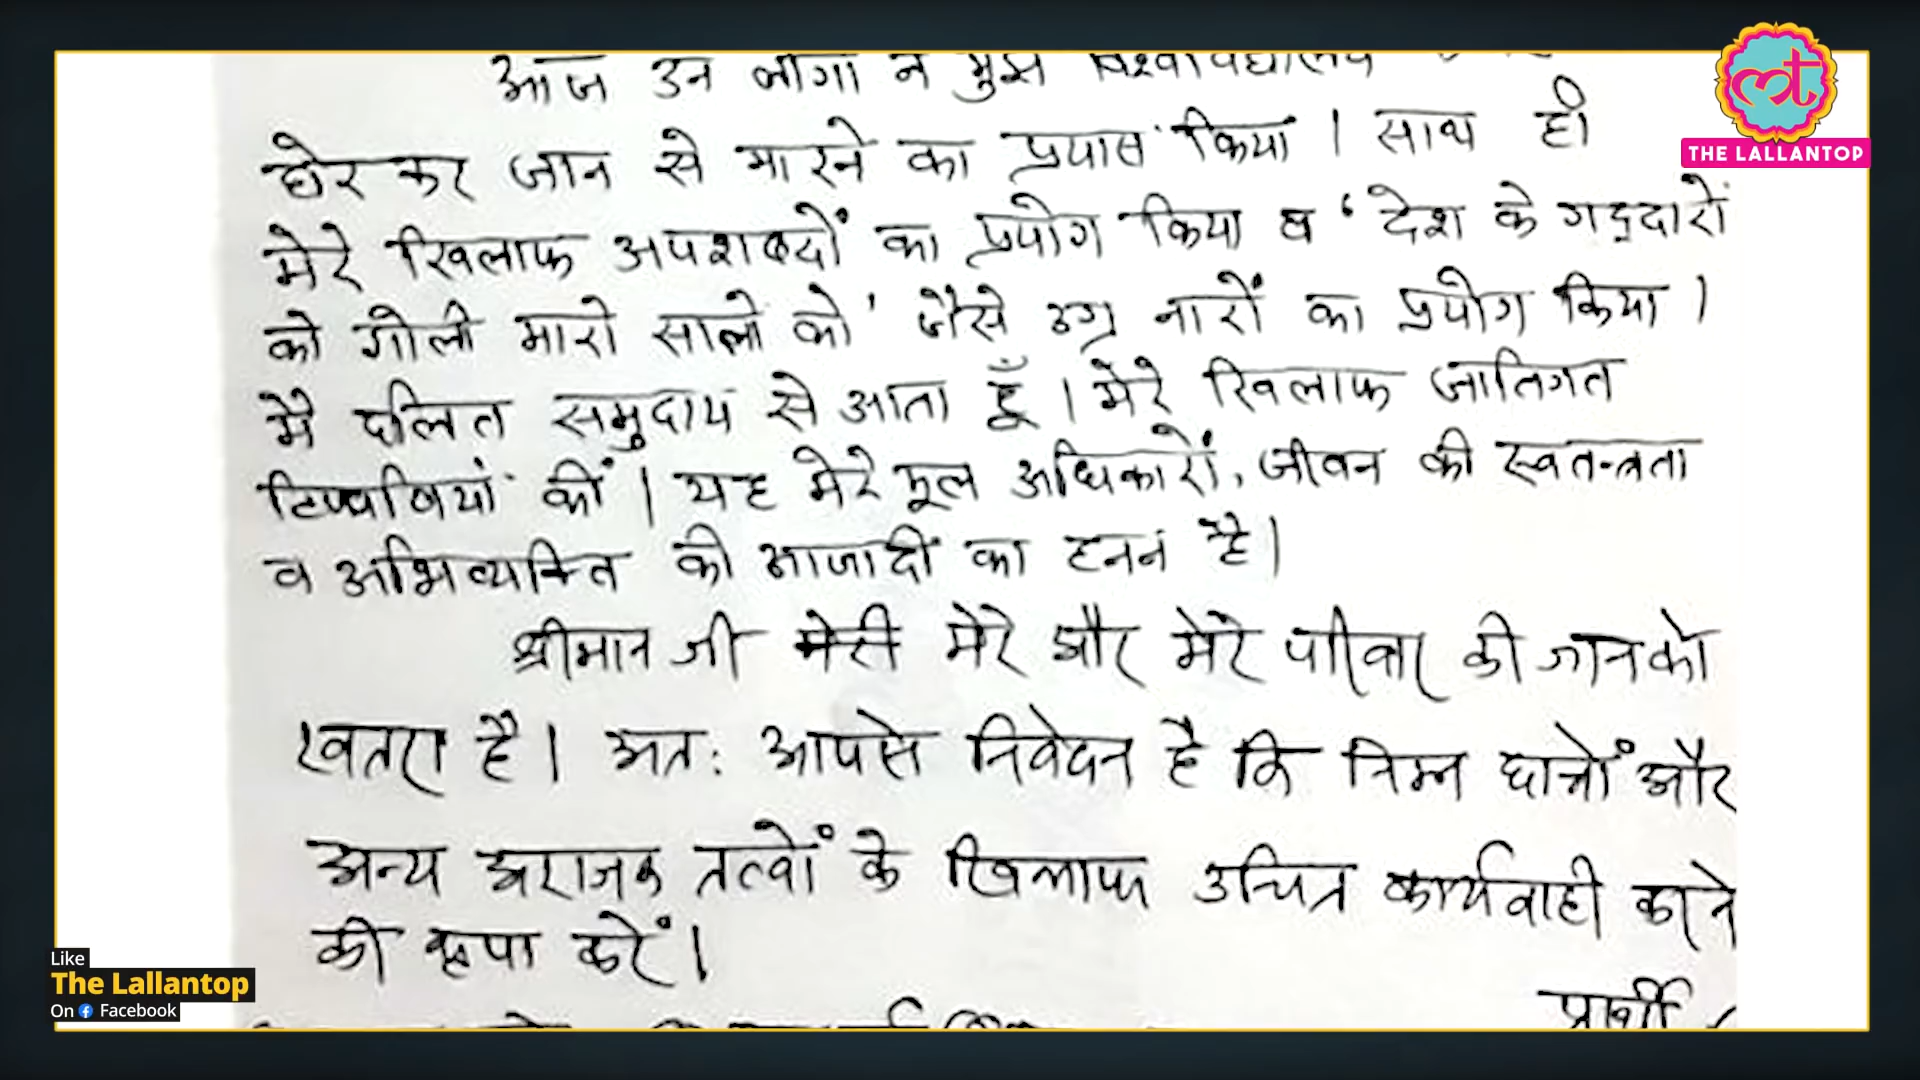 आज उन लोगों ने मुझे विश्वविद्यालय
घेर कर जान से मारने का प्रयास किया । साथ ही
मेरे खिलाफ अपशब्दों का प्रयोग किया व ' देश के गद्दारों
को गोली मारो सालो को ' जैसे उग्र नारों का प्रयोग किया ।
मै दलित समुदाय से आता हूँ । मेरे खिलाफ जातिगत
टिप्पणियां कीं । यह मेरे मूल अधिकारों, जीवन की स्वतन्त्रता
व अभिव्यक्ति की आजादी का हनन है ।
श्रीमान जी मेरी मेरे और मेरे परिवार की जान को
खतरा है । अतः आपसे निवेदन है कि निम्न छात्रों और
अन्य अराजक तत्वों के खिलाफ उचित कार्यवाही करने
की कृपा करें ।
प्रार्थी
THE LALLANTOP
Like
The Lallantop
On Facebook